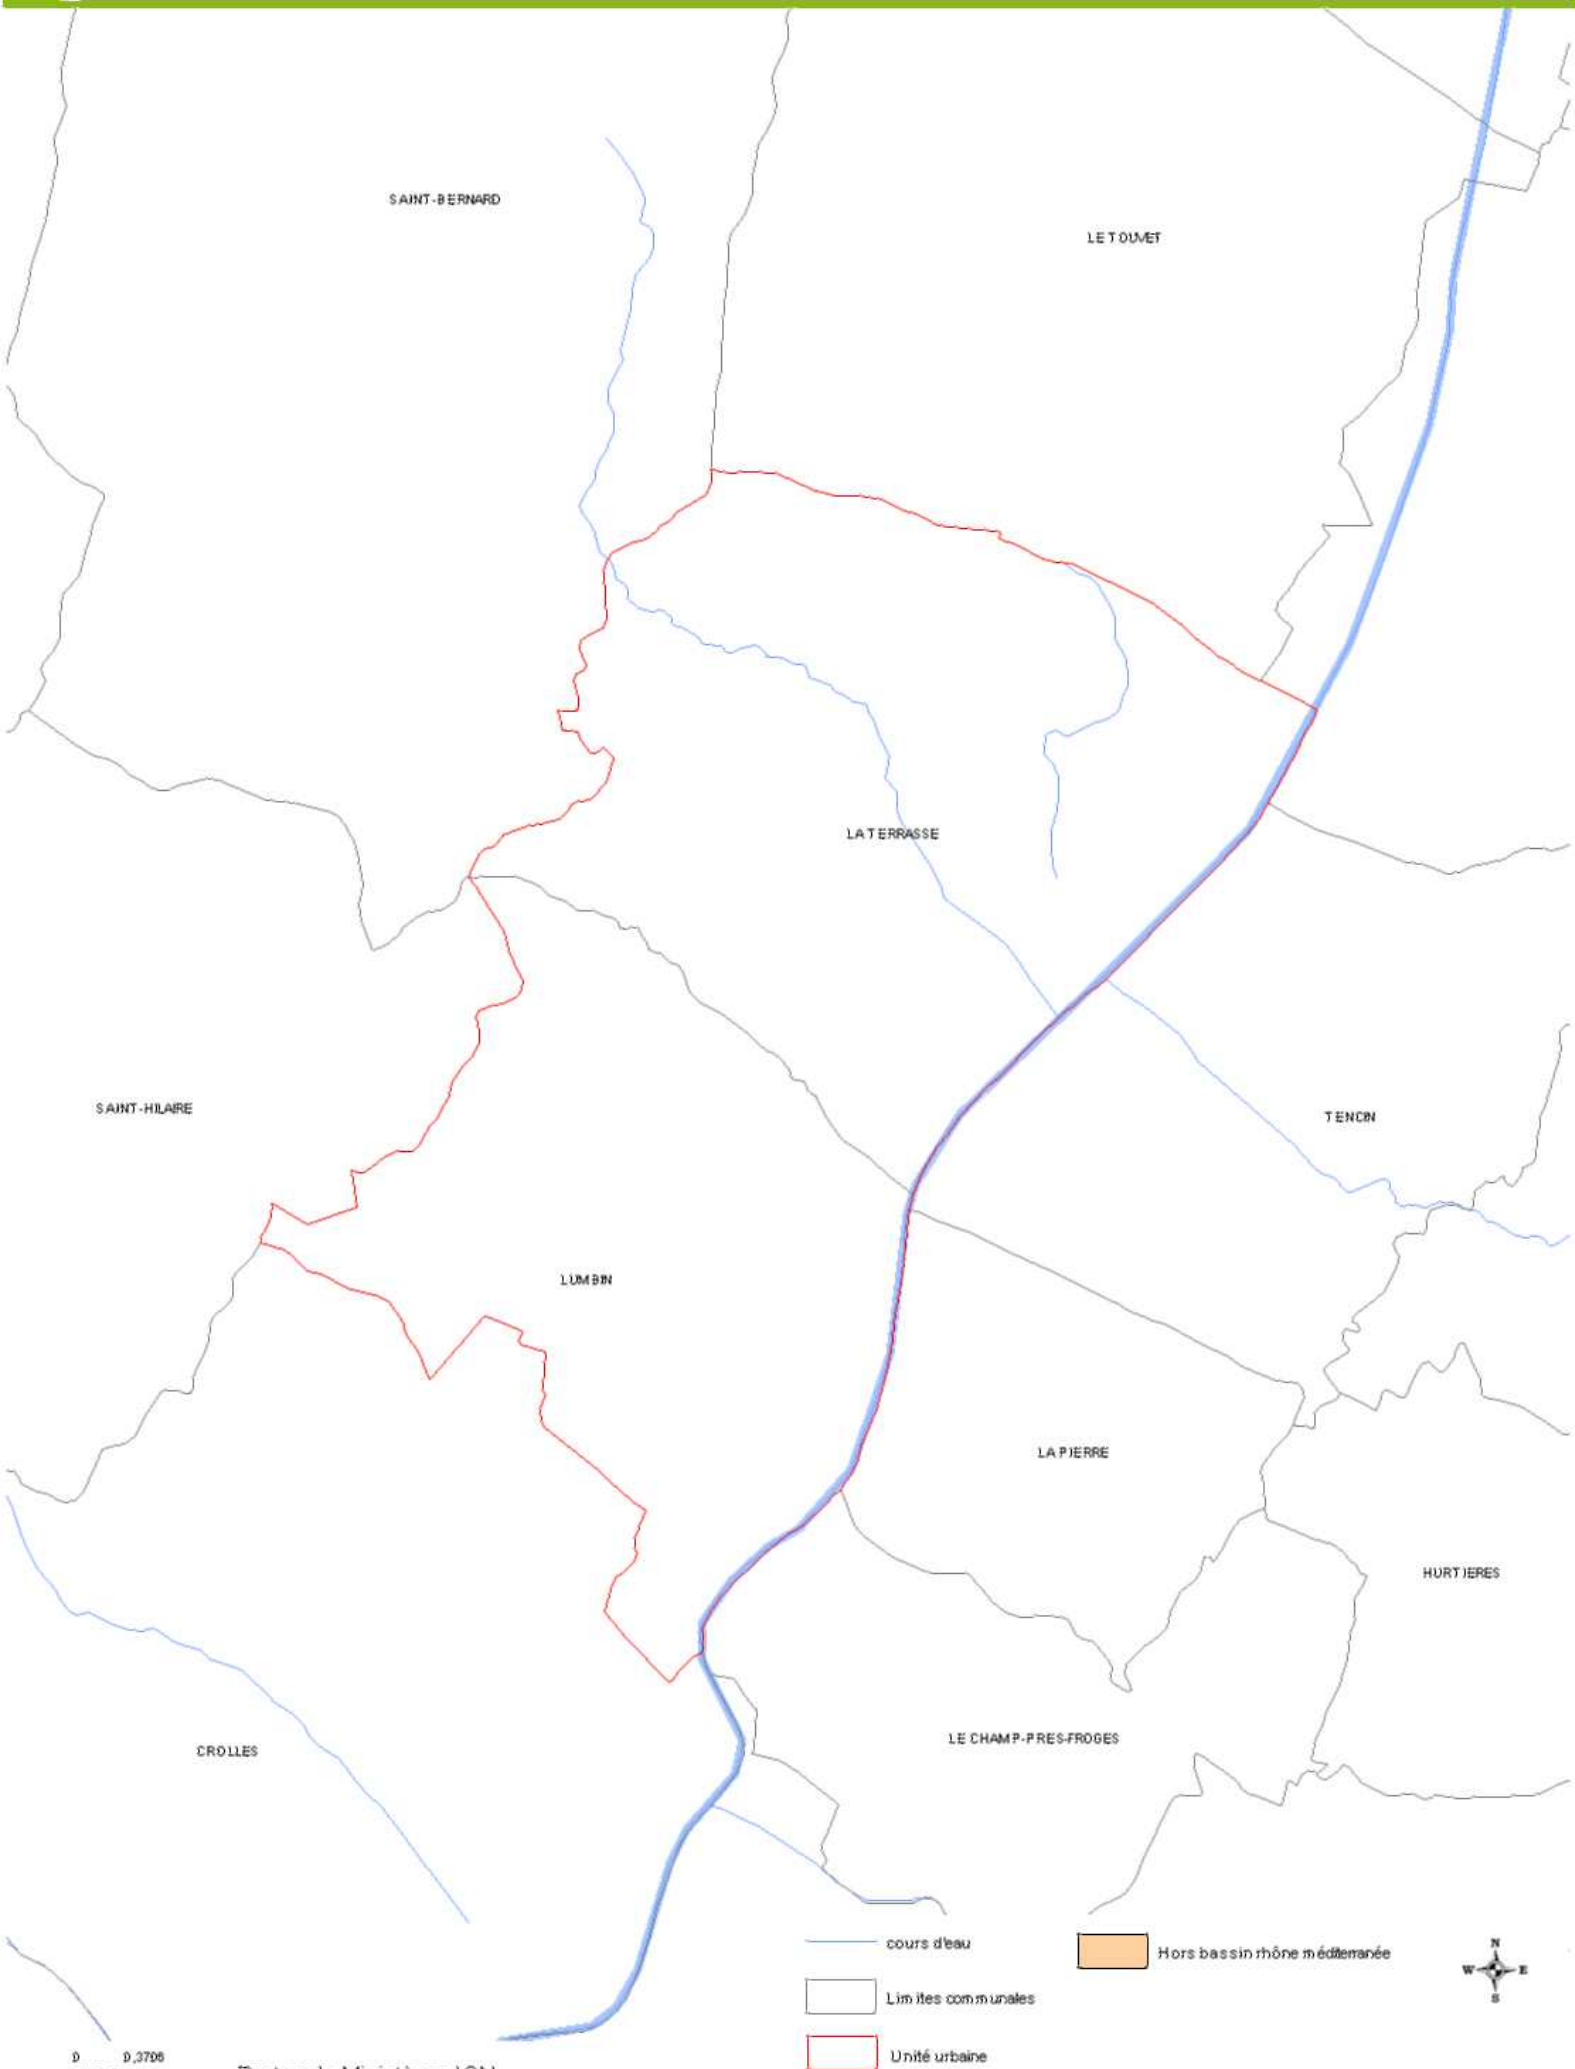 SAINT-BERNARD
LE TOUVET
LA TERRASSE
SAINT-HILAIRE
TENCIN
LUMBIN
LA PIERRE
HURTIERES
LE CHAMP-PRES-FROGES
CROLLES
cours d'eau
Hors bassin rhône méditerranée
N
W E
S
Limites communales
Unité urbaine
0 0,3706